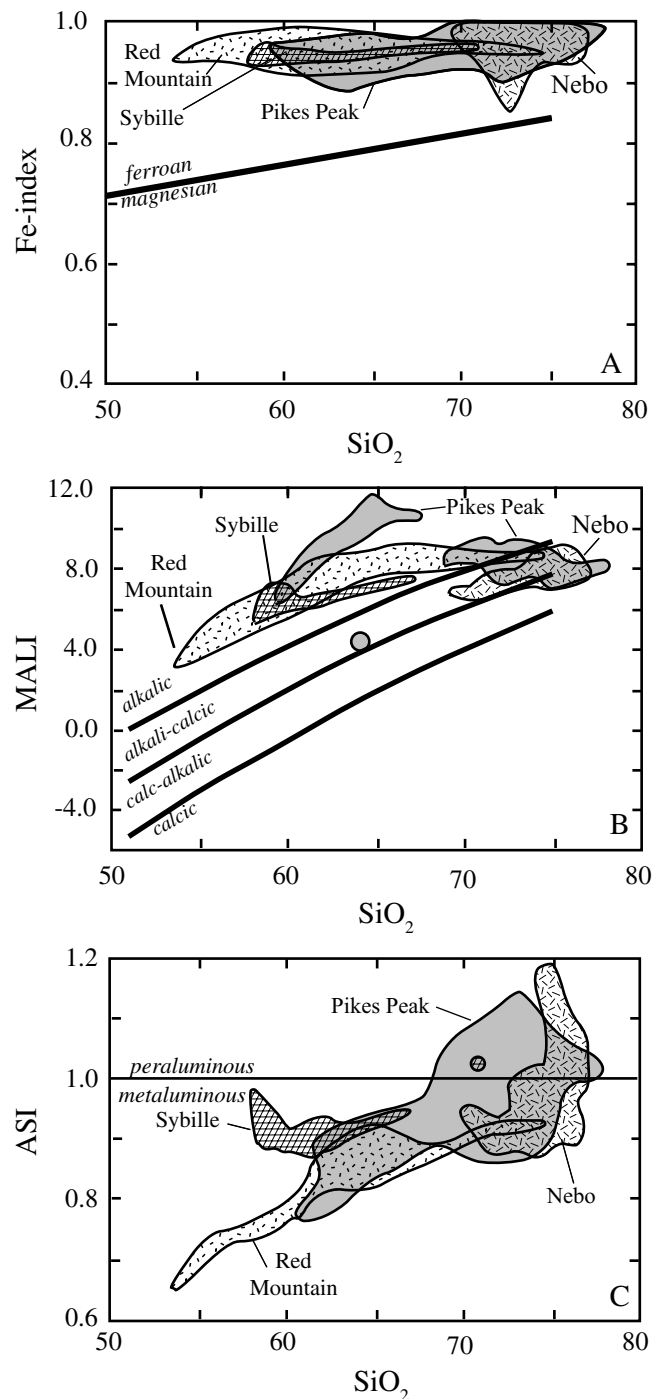 1.0
0.8
0.6
0.4
Fe-index
Red
Mountain
Sybille
Pikes Peak
Nebo
ferroan
magnesian
A
50
60
70
80
SiO2
12.0
8.0
4.0
0.0
-4.0
MALI
Sybille
Pikes Peak
Nebo
Red
Mountain
alkalic
alkali-calcic
calc-alkalic
calcic
B
50
60
70
80
SiO2
1.2
1.0
0.8
0.6
ASI
Pikes Peak
peraluminous
metaluminous
Sybille
Nebo
Red
Mountain
C
50
60
70
80
SiO2